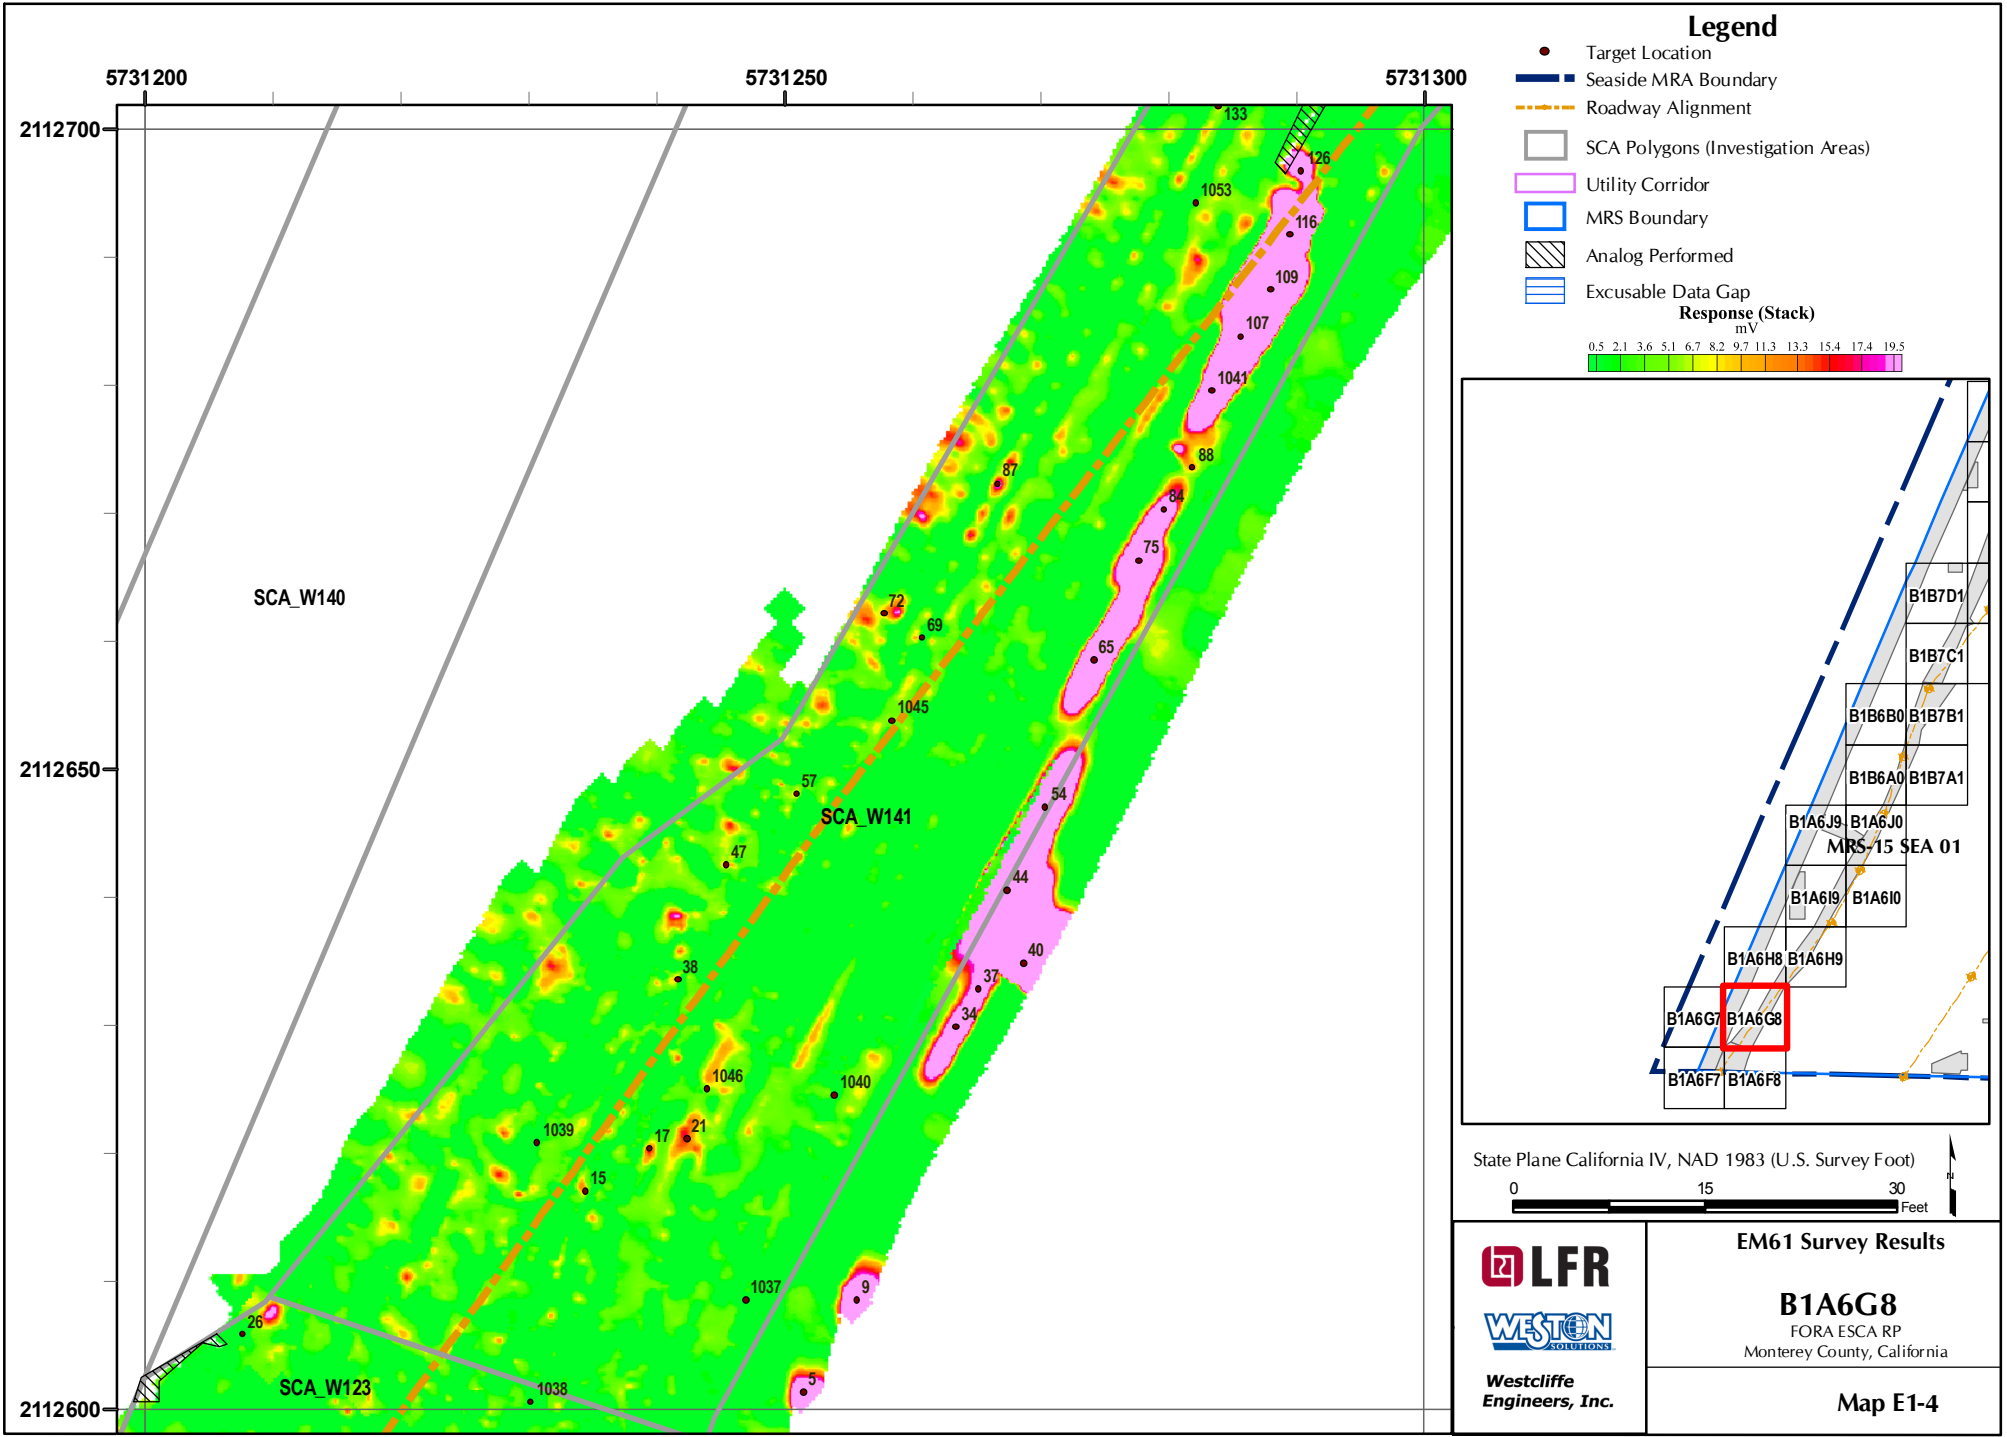 Legend
Target Location
Seaside MRA Boundary
Roadway Alignment
SCA Polygons (Investigation Areas)
Utility Corridor
MRS Boundary
Analog Performed
Excusable Data Gap
Response (Stack)
mV
0.5 2.1 3.6 5.1 6.7 8.2 9.7 11.3 13.3 15.4 17.4 19.5
5731200 5731250 5731300
2112700
2112650
2112600
133
126
1053
116
109
107
1041
88
87
84
75
72
69
65
1045
57
54
47
44
40
38
37
34
1046
1040
1039
21
17
15
1037
9
26
5
1038
SCA_W140
SCA_W141
SCA_W123
B1B7D1
B1B7C1
B1B6B0 B1B7B1
B1B6A0 B1B7A1
B1A6J9 B1A6J0
MRS-15 SEA 01
B1A6I9 B1A6I0
B1A6H8 B1A6H9
B1A6G7 B1A6G8
B1A6F7 B1A6F8
State Plane California IV, NAD 1983 (U.S. Survey Foot)
0 15 30
Feet
N
LFR
WESTON
SOLUTIONS
Westcliffe
Engineers, Inc.
EM61 Survey Results
B1A6G8
FORA ESCA RP
Monterey County, California
Map E1-4